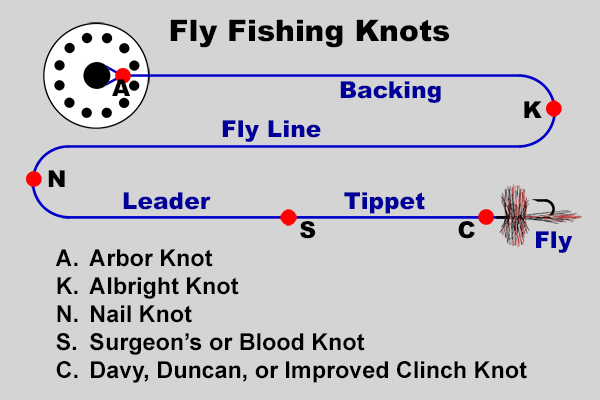 Fly Fishing Knots
A
Backing
K
Fly Line
N
Leader
Tippet
S
C
Fly
A. Arbor Knot
K. Albright Knot
N. Nail Knot
S. Surgeon's or Blood Knot
C. Davy, Duncan, or Improved Clinch Knot